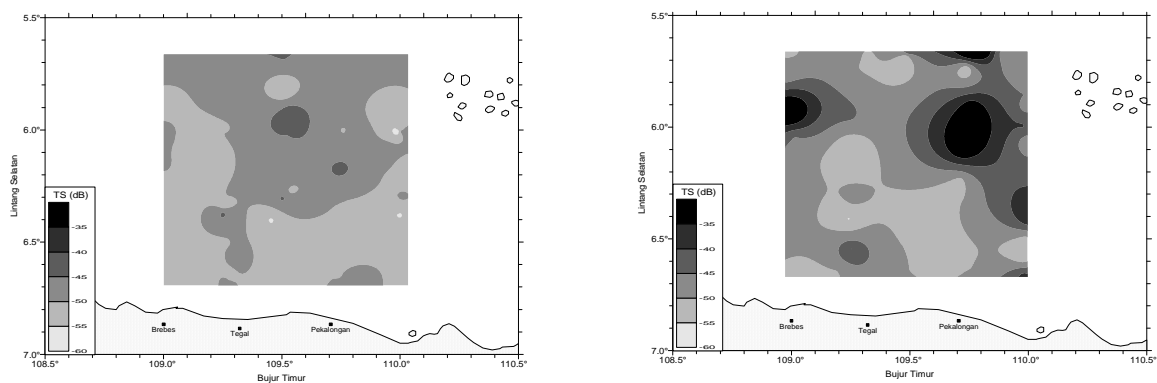 5.5°
6.0°
6.5°
7.0°
Lintang Selatan
TS (dB)
-35
-40
-45
-50
-55
-60
Brebes
Tegal
Pekalongan
108.5°
109.0°
109.5°
110.0°
110.5°
Bujur Timur
5.5°
6.0°
6.5°
7.0°
Lintang Selatan
TS (dB)
-35
-40
-45
-50
-55
-60
Brebes
Tegal
Pekalongan
108.5°
109.0°
109.5°
110.0°
110.5°
Bujur Timur